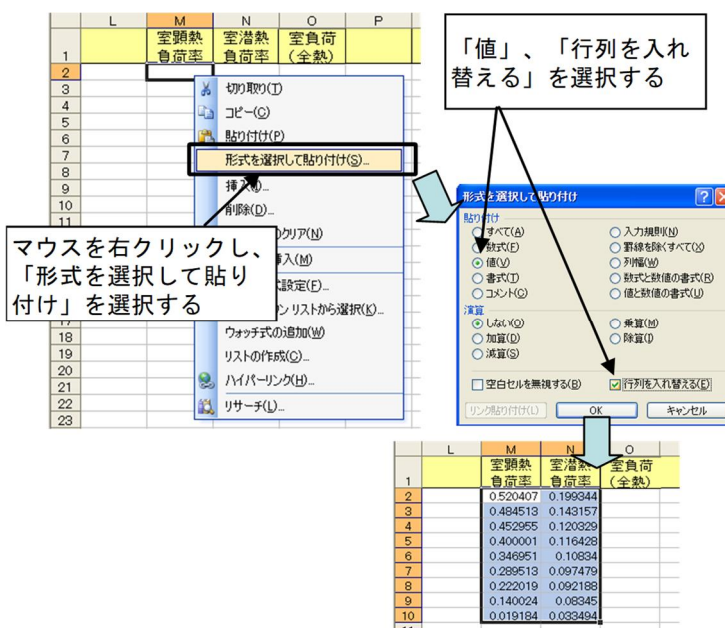 L M N O P
1 室顕熱負荷率 室潜熱負荷率 室負荷(全熱)
2
3
4
5
6
7
8
9
10
11
17
18
19
20
21
22
23
切り取り(T)
コピー(C)
貼り付け(P)
形式を選択して貼り付け(S)...
削除(D)...
クリア(N)
リストから選択(K)...
ウォッチ式の追加(W)
リストの作成(C)...
ハイパーリンク(H)...
リサーチ(L)...
マウスを右クリックし、
「形式を選択して貼り
付け」を選択する
「値」、「行列を入れ
替える」を選択する
形式を選択して貼り付け
貼り付け
すべて(A) 入力規則(N)
数式(F) 罫線を除くすべて(X)
値(V) 列幅(W)
書式(T) 数式と数値の書式(R)
コメント(C) 値と数値の書式(U)
演算
しない(O) 乗算(M)
加算(D) 除算(I)
減算(S)
空白セルを無視する(B) 行列を入れ替える(E)
リンク貼り付け(L) OK キャンセル
L M N O
1 室顕熱負荷率 室潜熱 室負荷(全熱)
2 0.520407 0.199344
3 0.484513 0.143157
4 0.452955 0.120329
5 0.400001 0.116428
6 0.346951 0.10834
7 0.289513 0.097479
8 0.222019 0.092188
9 0.140024 0.08345
10 0.019184 0.033494